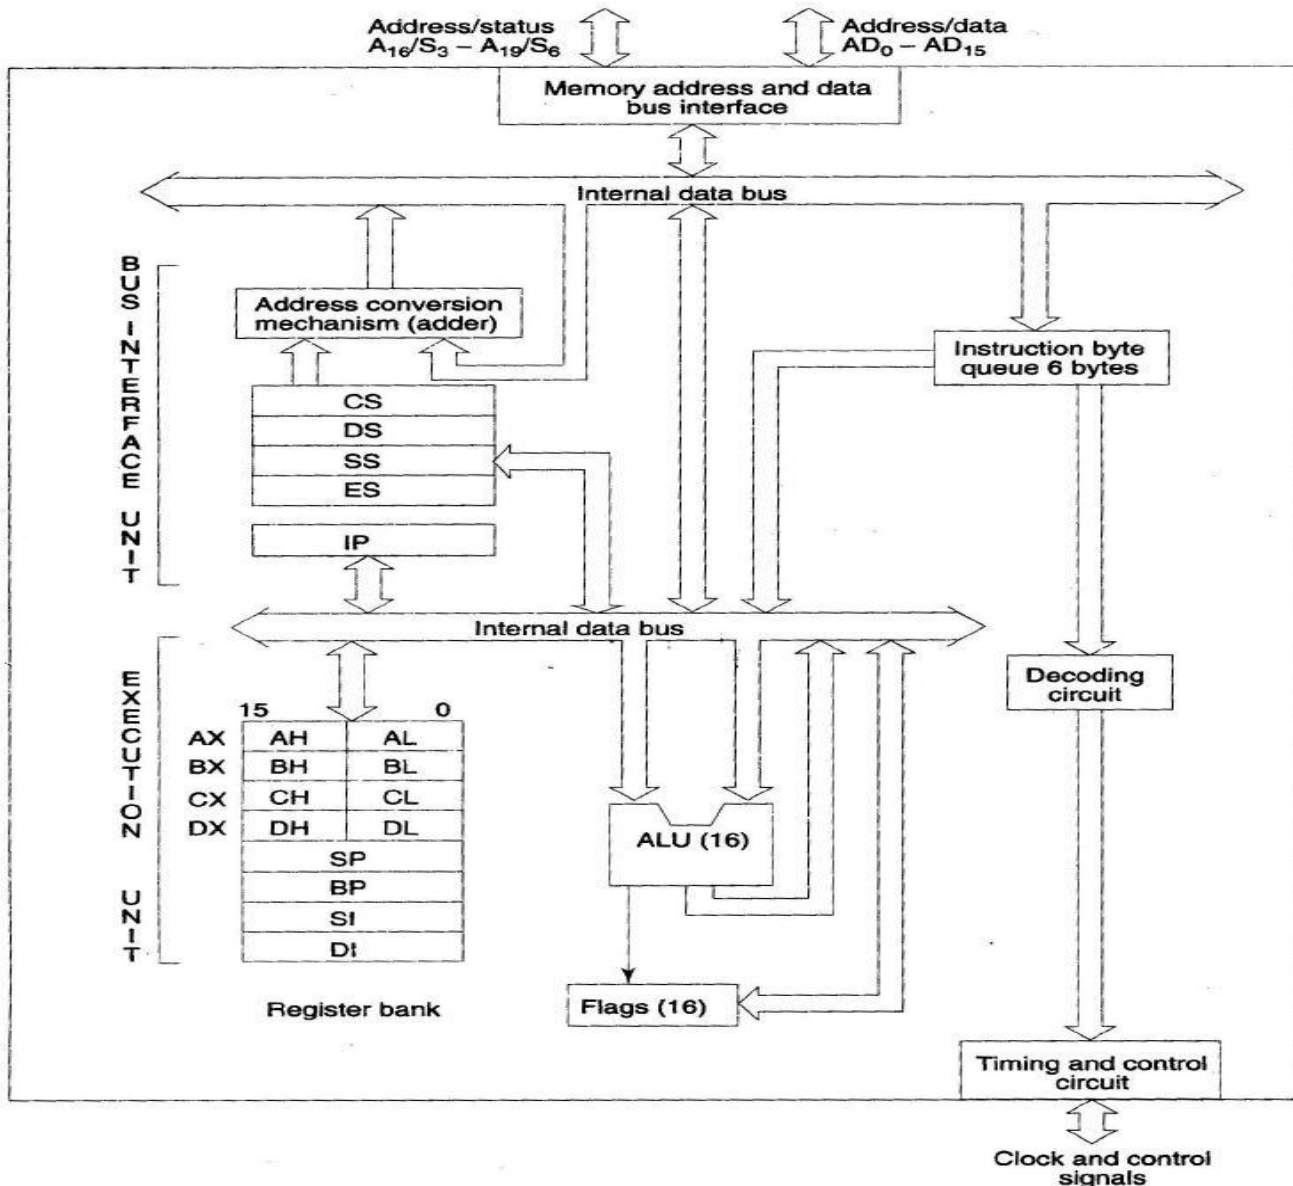 Address/status
A16/S3 – A19/S6
Address/data
AD0 – AD15
Memory address and data
bus interface
Internal data bus
BUS INTERFACE UNIT
Address conversion
mechanism (adder)
Instruction byte
queue 6 bytes
CS
DS
SS
ES
IP
Internal data bus
EXECUTION UNIT
Decoding
circuit
15 0
AX AH AL
BX BH BL
CX CH CL
DX DH DL
SP
BP
SI
DI
ALU (16)
Register bank
Flags (16)
Timing and control
circuit
Clock and control
signals